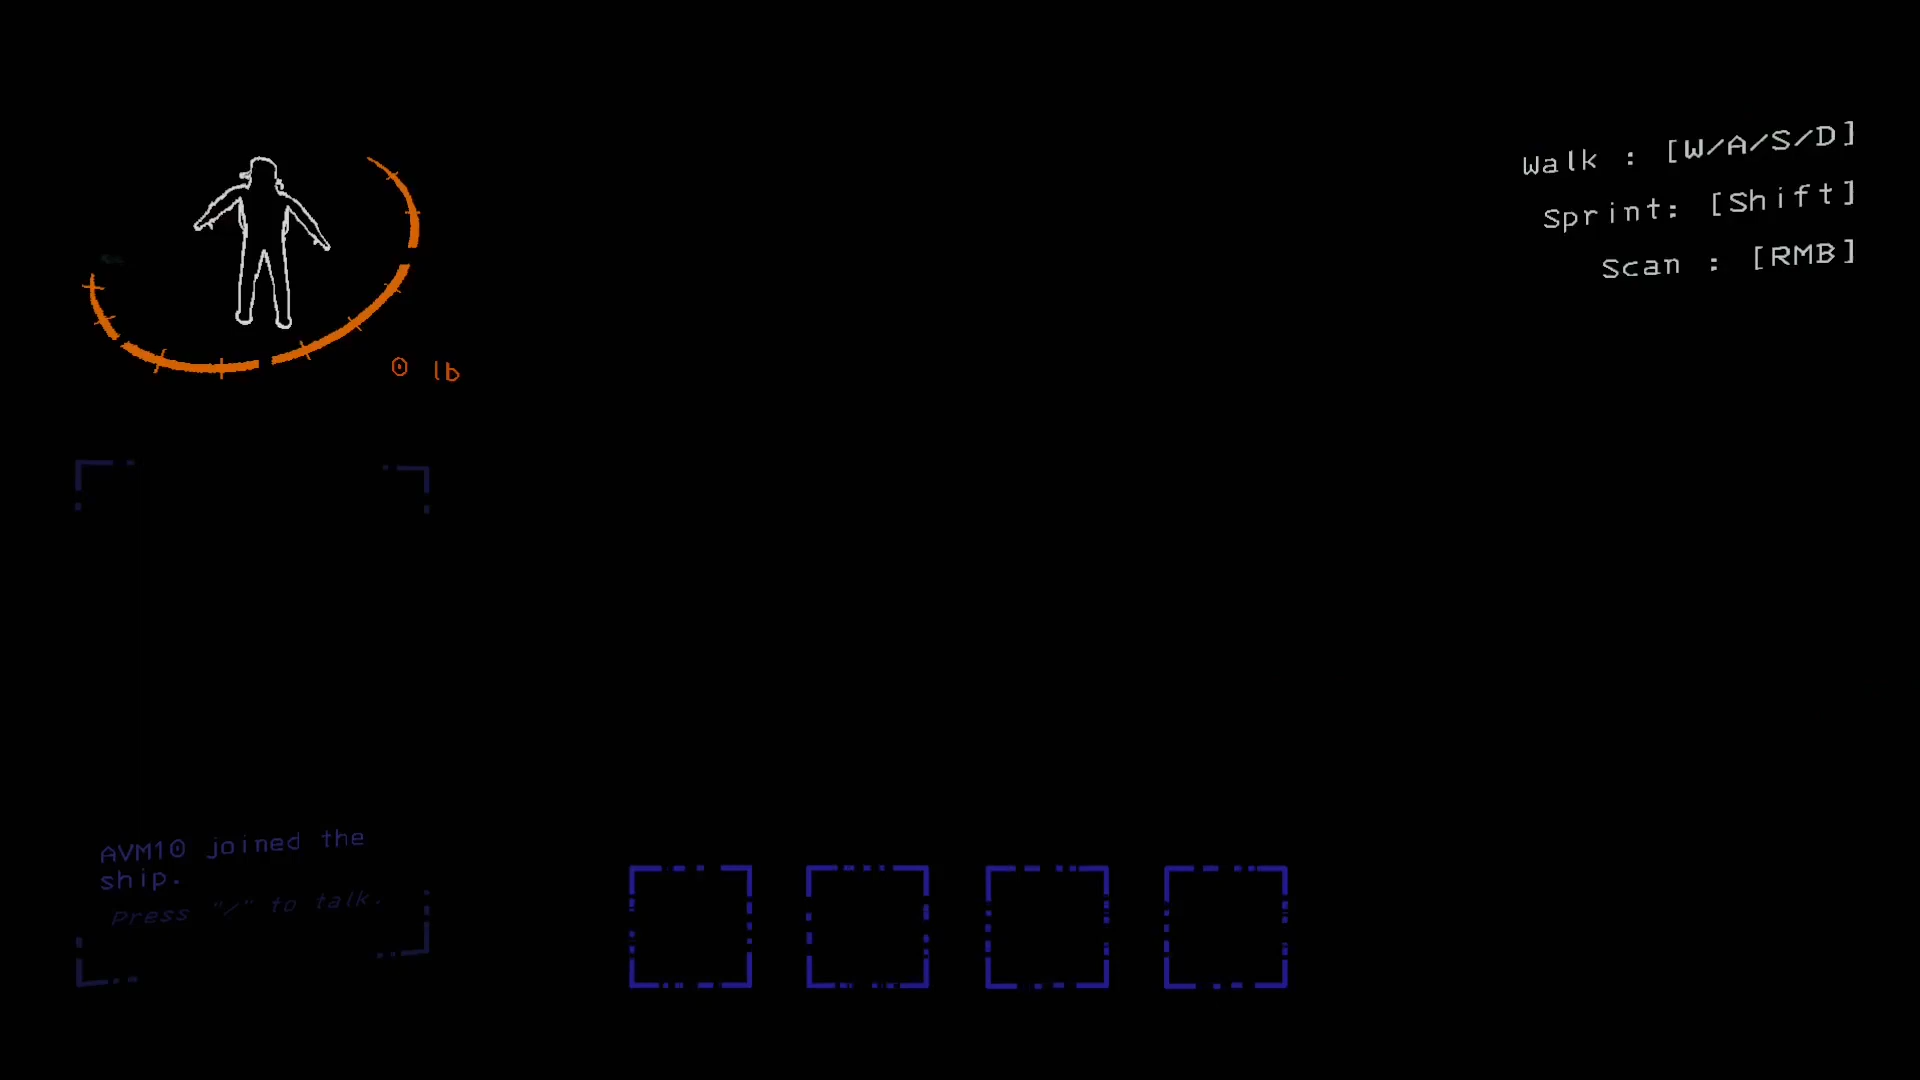 Walk : [W/A/S/D]
Sprint: [Shift]
Scan : [RMB]
0 lb
AVM10 joined the
ship.
Press "/" to talk.